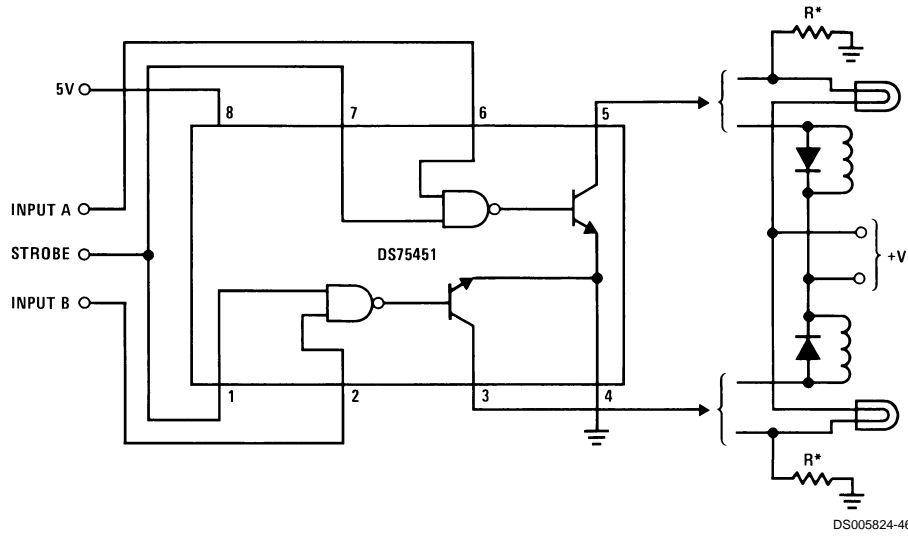 R*
5V
8
7
6
5
INPUT A
STROBE
DS75451
+V
INPUT B
1
2
3
4
R*
DS005824-46